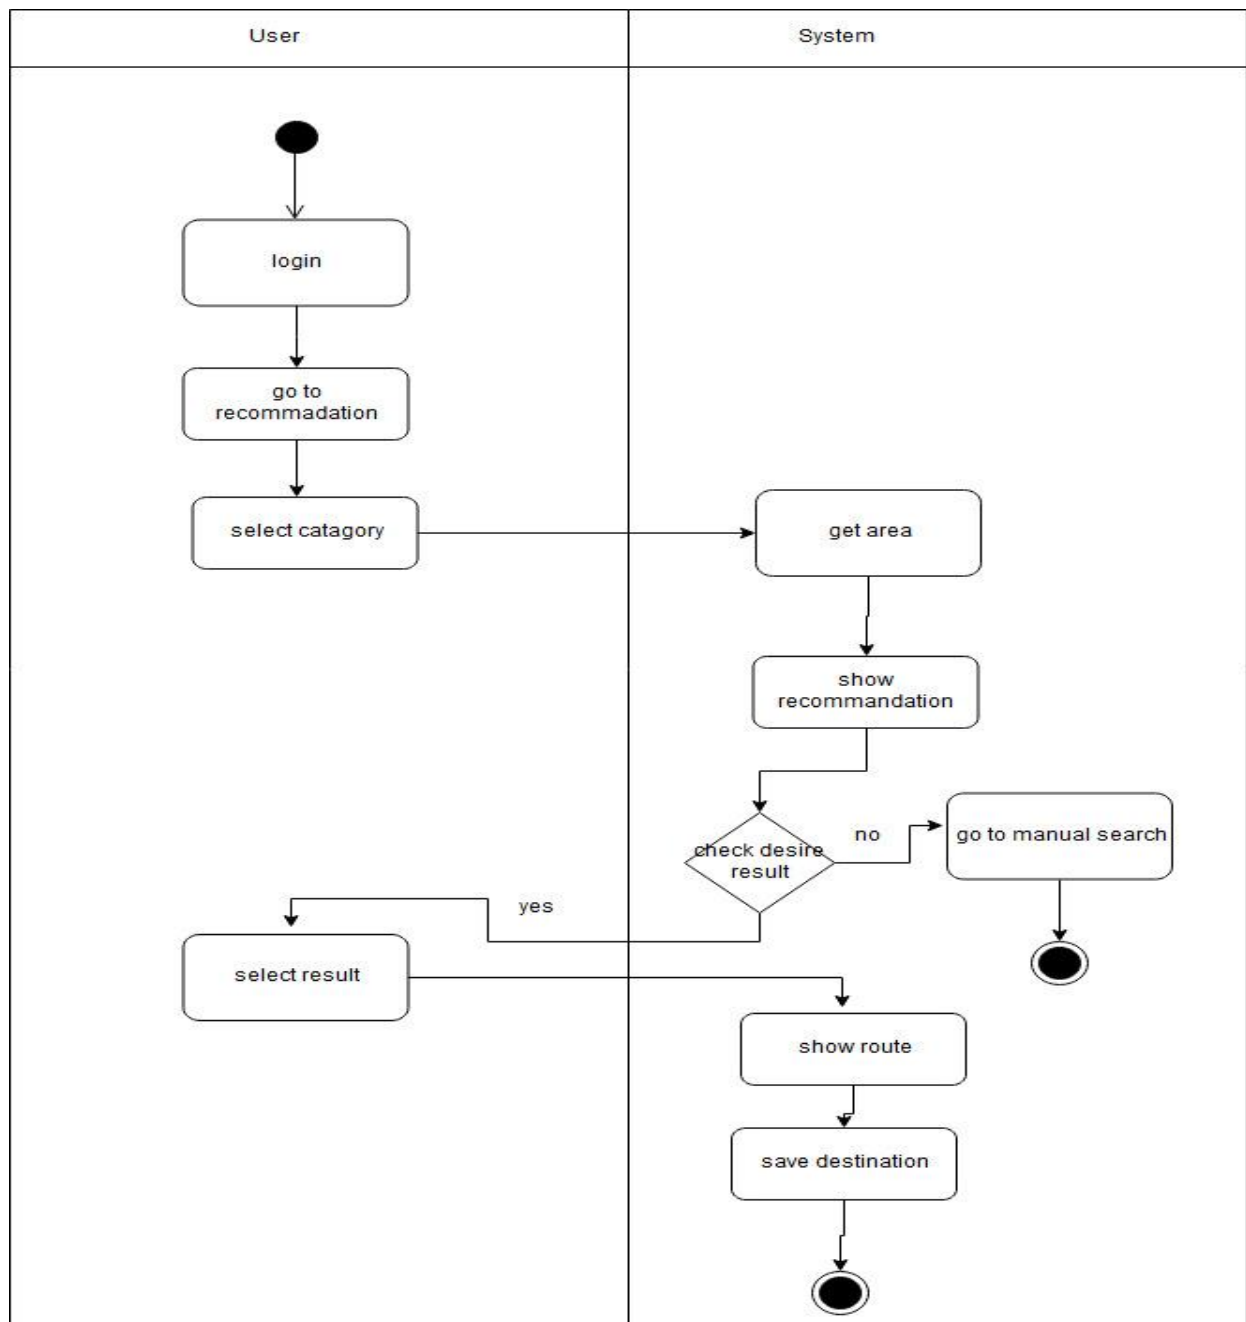 User
System
login
go to
recommadation
select catagory
get area
show
recommandation
check desire
result
no
go to manual search
yes
select result
show route
save destination